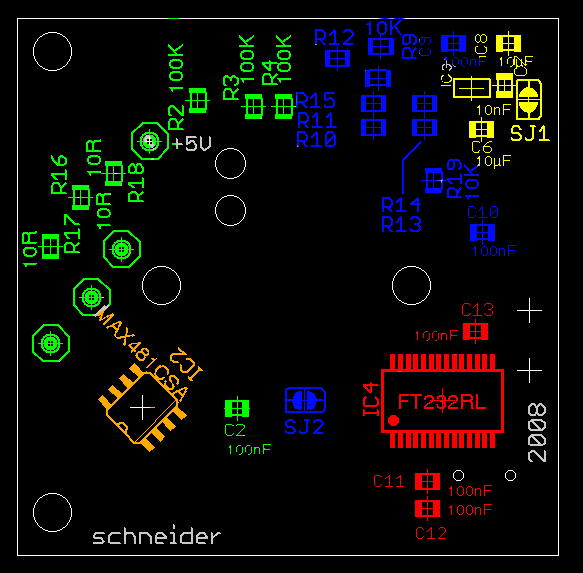 R12
10K
R9
C9
100nF
C8
10µF
100K
R2
R3
100K
R4
100K
R15
R11
R10
IC3
10nF
SJ1
C6
10µF
+5V
R16
10R
R18
10R
R17
10R
R19
10K
R14
R13
C10
100nF
C13
100nF
MAX481CSA
IC2
IC4
FT232RL
SJ2
C2
100nF
2008
C11
100nF
100nF
C12
schneider